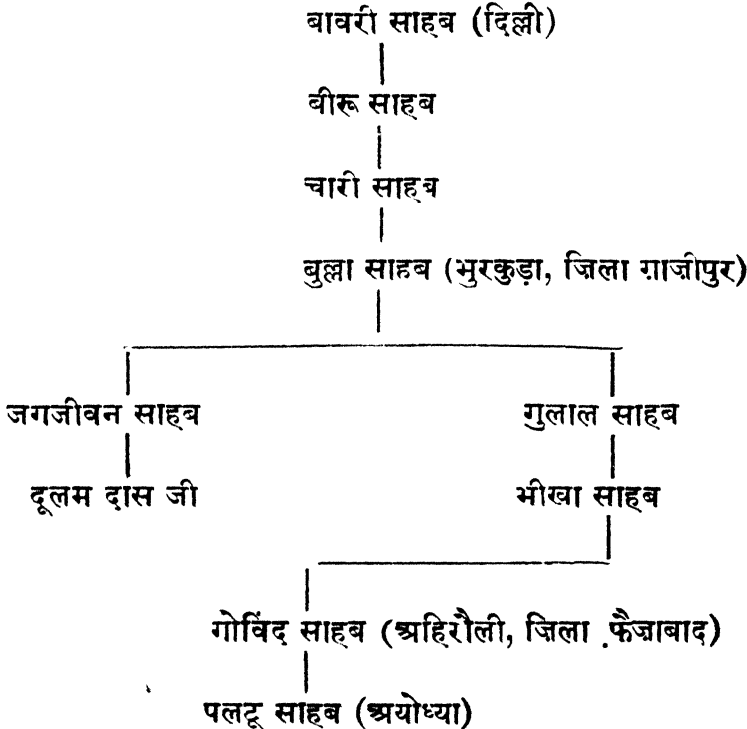 बावरी साहब (दिल्ली)
बीरू साहब
चारी साहब
बुल्ला साहब (भुरकुड़ा, ज़िला ग़ाज़ीपुर)
जगजीवन साहब गुलाल साहब
दूलम दास जी भीखा साहब
गोविंद साहब (अहिरौली, ज़िला फ़ैज़ाबाद)
पलटू साहब (अयोध्या)